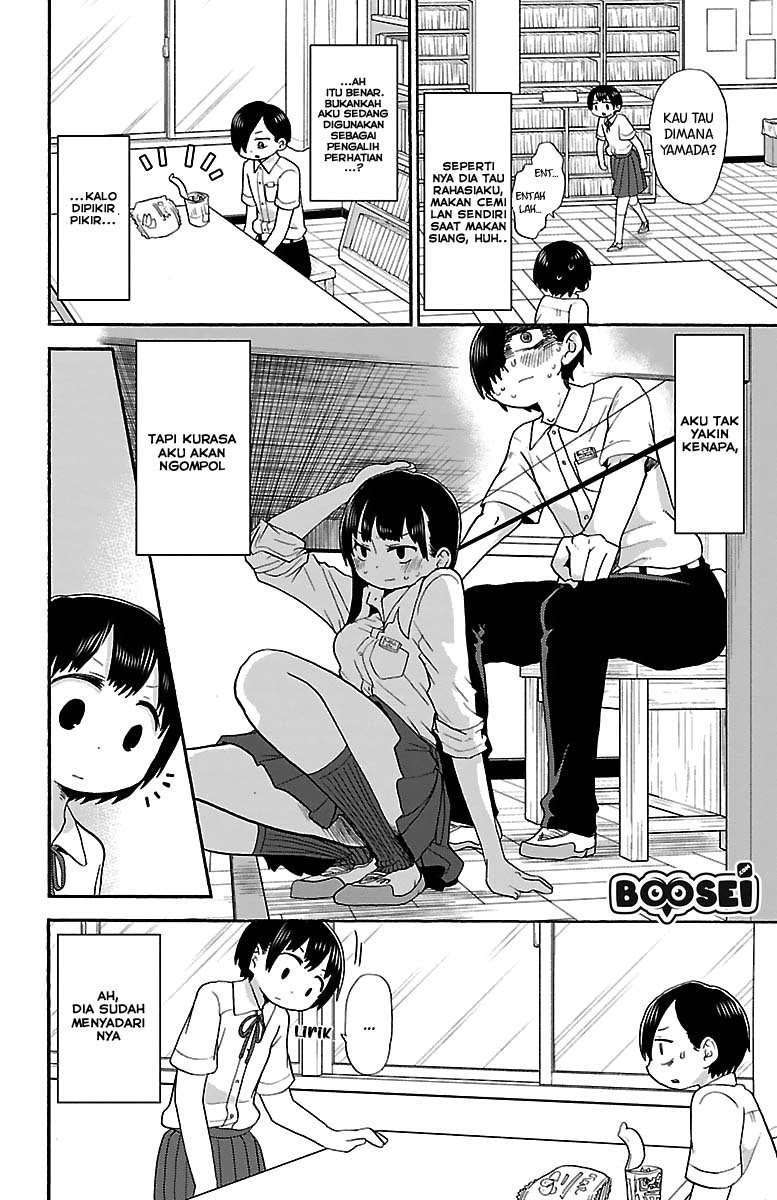 KAU TAU
DIMANA
YAMADA?
ENT...
ENTAH
LAH...
SEPERTI
NYA DIA TAU
RAHASIAKU,
MAKAN CEMI
LAN SENDIRI
SAAT MAKAN
SIANG, HUH..
...AH
ITU BENAR.
BUKANKAH
AKU SEDANG
DIGUNAKAN
SEBAGAI
PENGALIH
PERHATIAN
...?
...KALO
DIPIKIR
PIKIR...
AKU TAK
YAKIN
KENAPA,
TAPI KURASA
AKU AKAN
NGOMPOL
BOOSEI
AH,
DIA SUDAH
MENYADARI
NYA
LIRIK
...